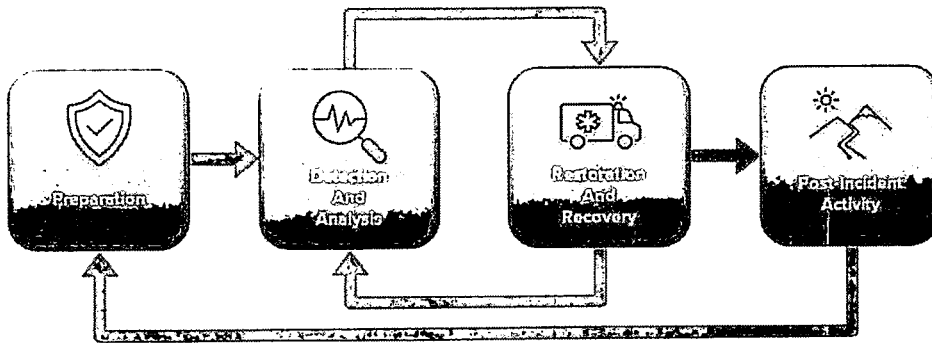 Preparation
Detection
And
Analysis
Restoration
And
Recovery
Post-Incident
Activity